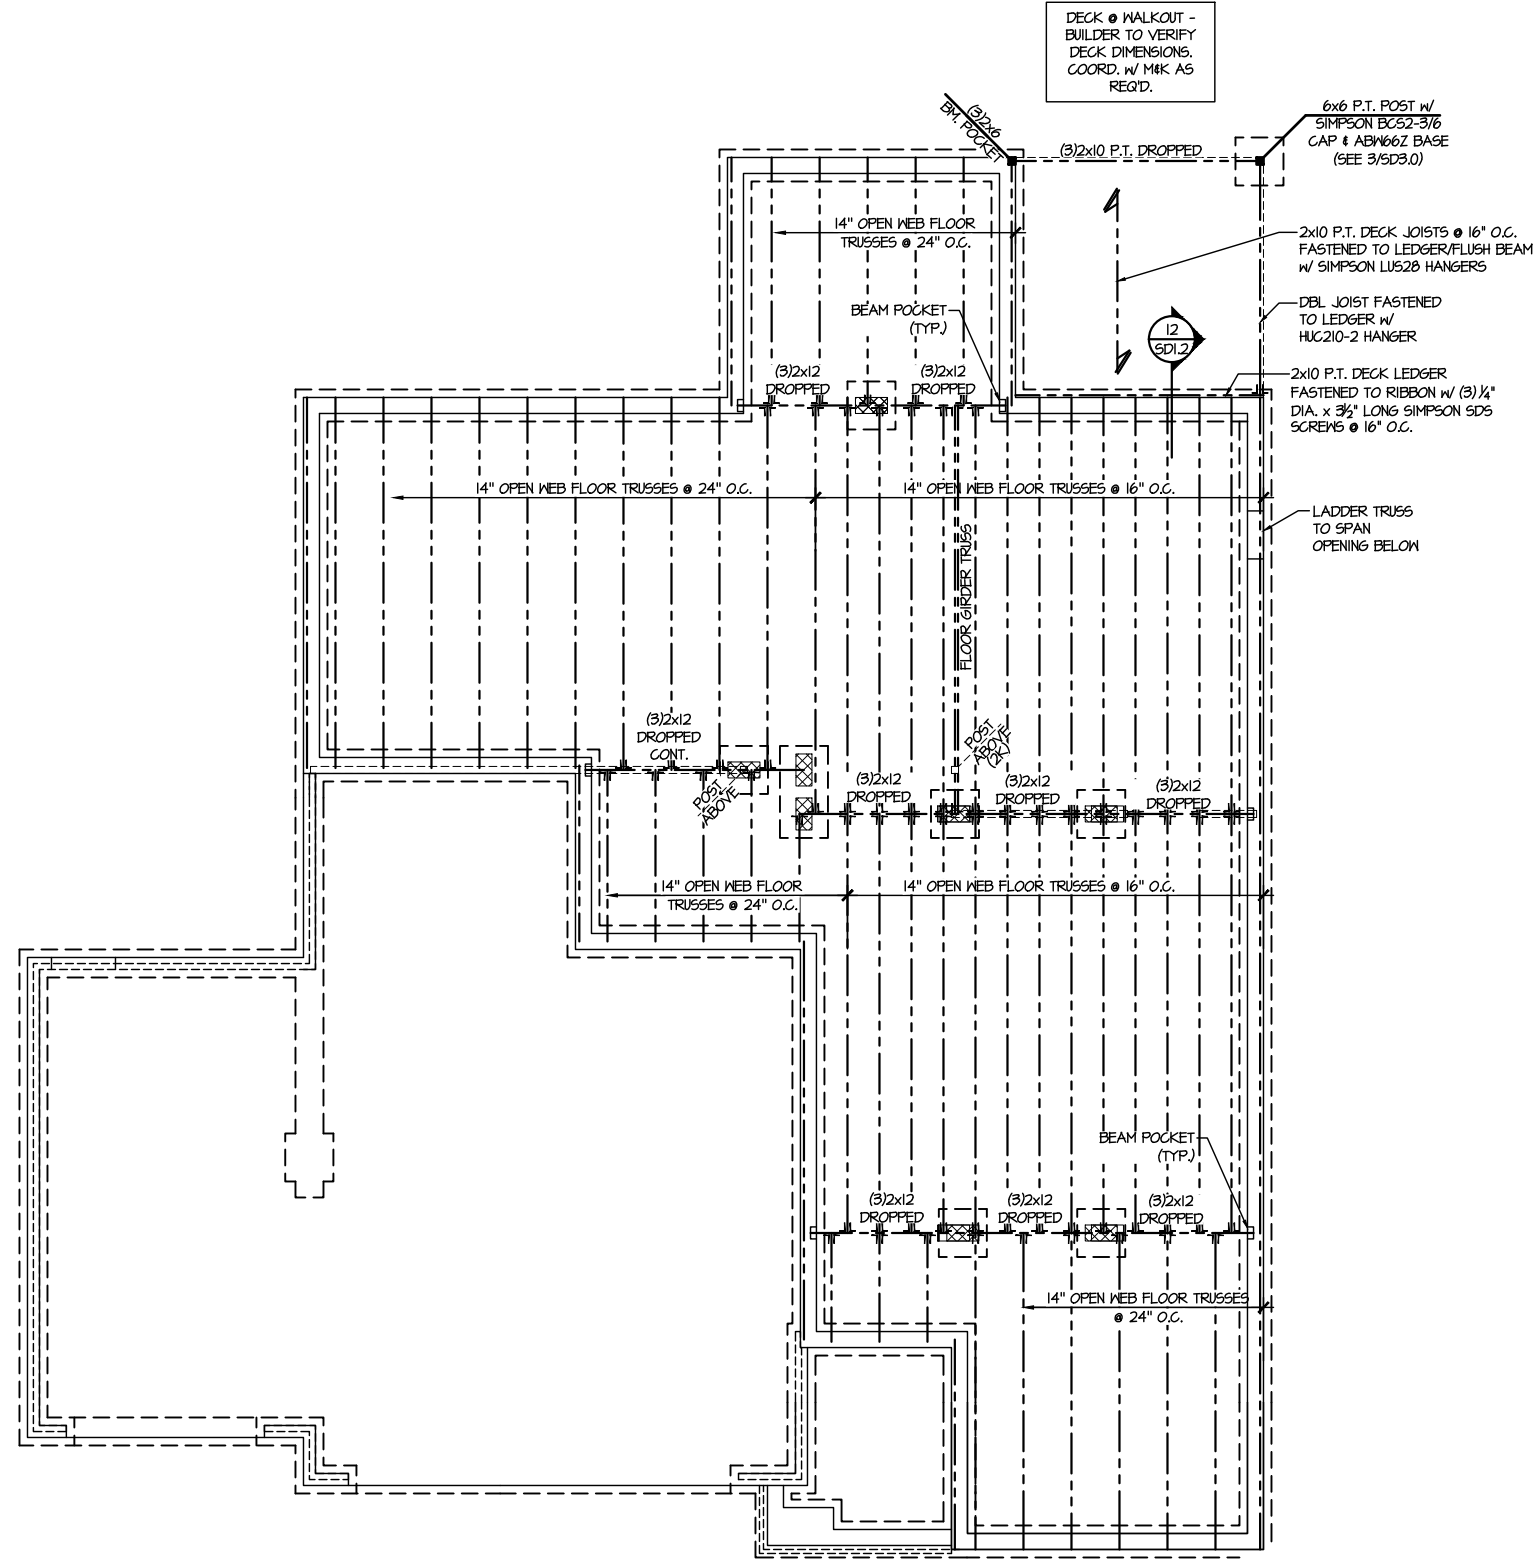 DECK @ WALKOUT -
BUILDER TO VERIFY
DECK DIMENSIONS.
COORD. W/ M&K AS
REQ'D.
(3)2x6
BM. POCKET
(3)2x10 P.T. DROPPED
6x6 P.T. POST W/
SIMPSON BCS2-3/6
CAP & ABW66Z BASE
(SEE 3/SD3.0)
14" OPEN WEB FLOOR
TRUSSES @ 24" O.C.
2x10 P.T. DECK JOISTS @ 16" O.C.
FASTENED TO LEDGER/FLUSH BEAM
W/ SIMPSON LUS28 HANGERS
BEAM POCKET
(TYP.)
DBL JOIST FASTENED
TO LEDGER W/
HUC210-2 HANGER
12
SD1.2
(3)2x12
DROPPED
(3)2x12
DROPPED
2x10 P.T. DECK LEDGER
FASTENED TO RIBBON W/ (3) 1/4"
DIA. x 3 1/2" LONG SIMPSON SDS
SCREWS @ 16" O.C.
14" OPEN WEB FLOOR TRUSSES @ 24" O.C.
14" OPEN WEB FLOOR TRUSSES @ 16" O.C.
LADDER TRUSS
TO SPAN
OPENING BELOW
FLOOR GIRDER TRUSS
(3)2x12
DROPPED
CONT.
POST
ABOVE
POST
ABOVE
(2K)
(3)2x12
DROPPED
(3)2x12
DROPPED
(3)2x12
DROPPED
14" OPEN WEB FLOOR
TRUSSES @ 24" O.C.
14" OPEN WEB FLOOR TRUSSES @ 16" O.C.
BEAM POCKET
(TYP.)
(3)2x12
DROPPED
(3)2x12
DROPPED
(3)2x12
DROPPED
14" OPEN WEB FLOOR TRUSSES
@ 24" O.C.